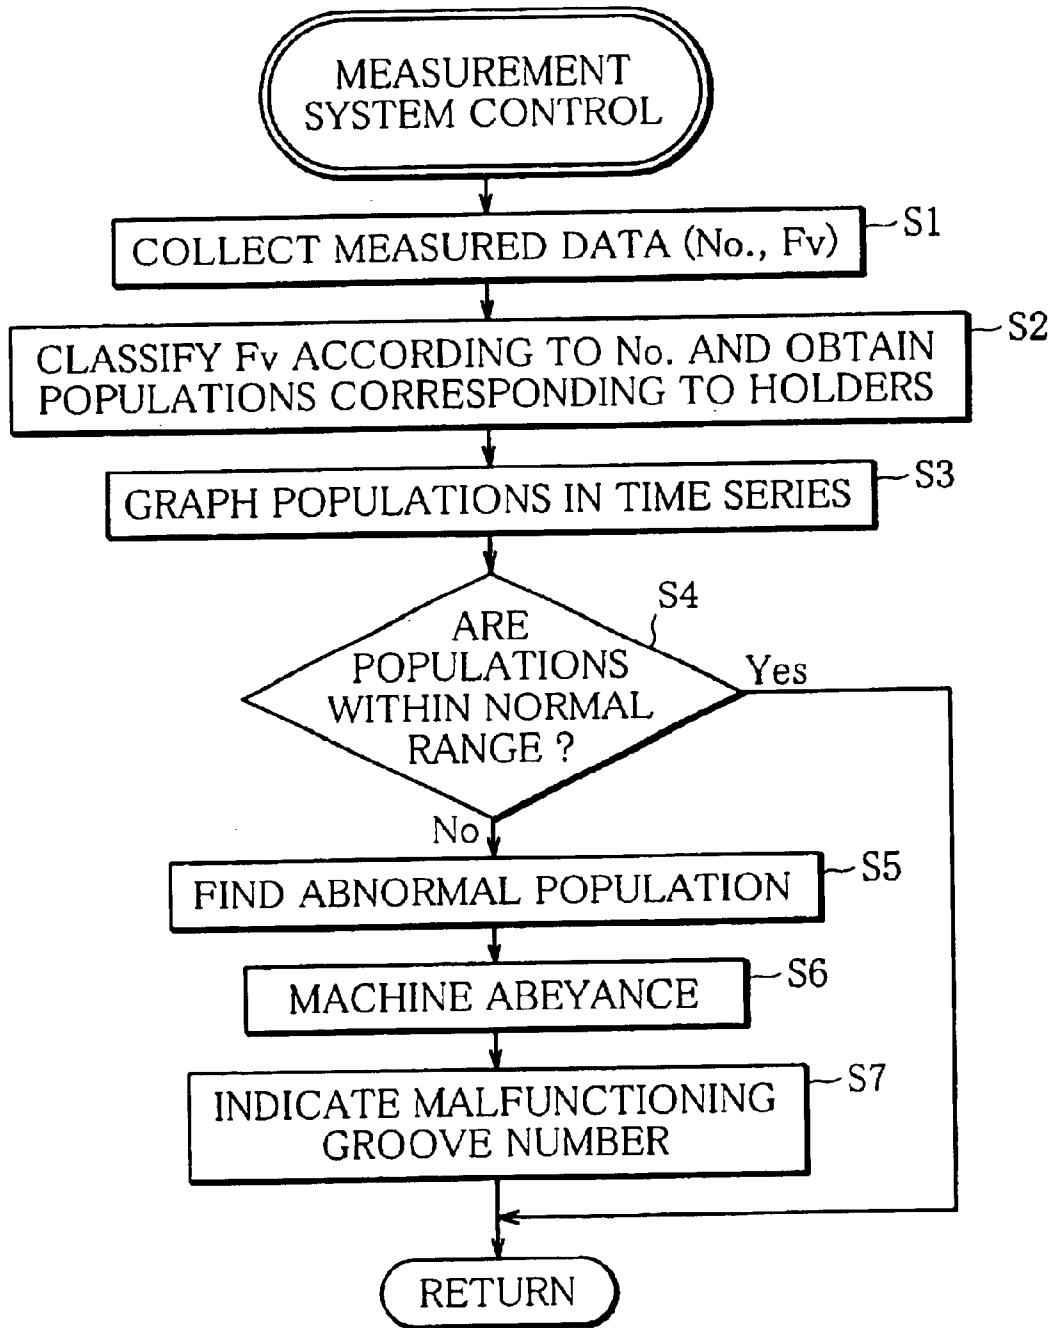 MEASUREMENT
SYSTEM CONTROL
COLLECT MEASURED DATA (No., Fv)
S1
CLASSIFY Fv ACCORDING TO No. AND OBTAIN
POPULATIONS CORRESPONDING TO HOLDERS
S2
GRAPH POPULATIONS IN TIME SERIES
S3
ARE
POPULATIONS
WITHIN NORMAL
RANGE ?
S4
Yes
No
FIND ABNORMAL POPULATION
S5
MACHINE ABEYANCE
S6
INDICATE MALFUNCTIONING
GROOVE NUMBER
S7
RETURN